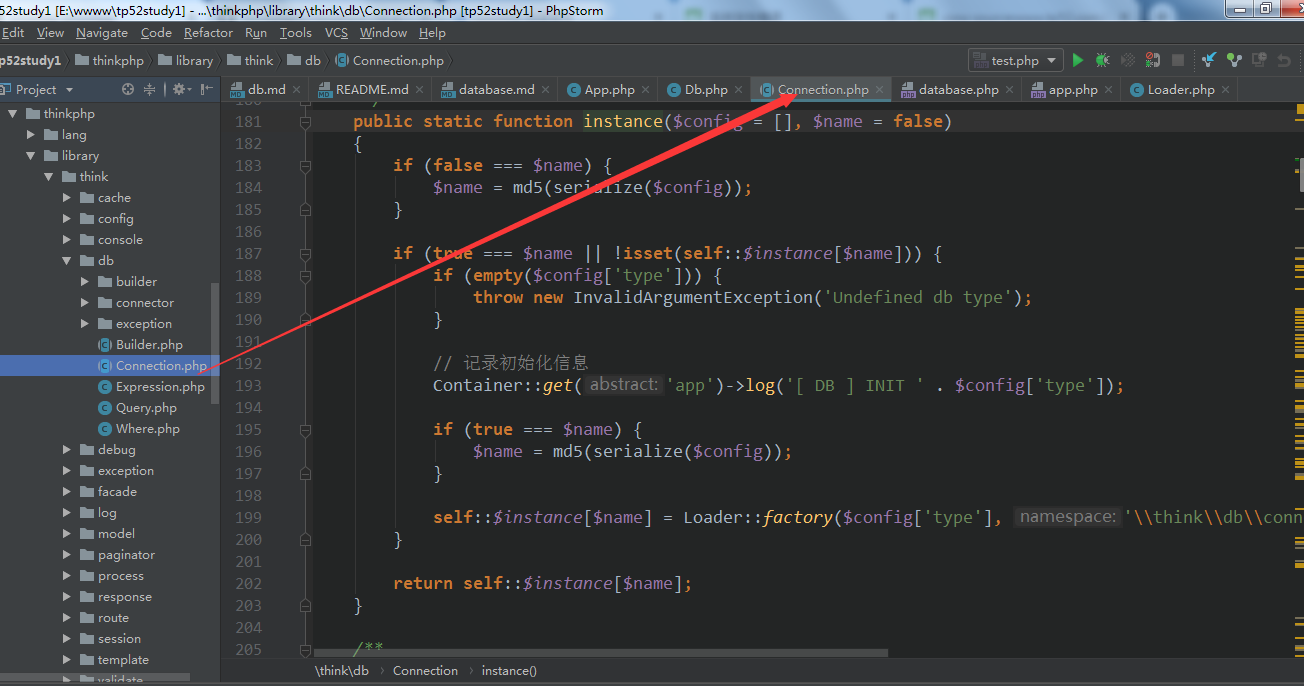 52study1 [E:\wwww\tp52study1] - ...\thinkphp\library\think\db\Connection.php [tp52study1] - PhpStorm
Edit View Navigate Code Refactor Run Tools VCS Window Help
p52study1 thinkphp library think db Connection.php test.php
Project
db.md README.md database.md App.php Db.php Connection.php database.php app.php Loader.php
thinkphp
lang
library
think
cache
config
console
db
builder
connector
exception
Builder.php
Connection.php
Expression.php
Query.php
Where.php
debug
exception
facade
log
model
paginator
process
response
route
session
template
validate
181 public static function instance($config = [], $name = false)
182 {
183 if (false === $name) {
184 $name = md5(serialize($config));
185 }
186
187 if (true === $name || !isset(self::$instance[$name])) {
188 if (empty($config['type'])) {
189 throw new InvalidArgumentException('Undefined db type');
190 }
191
192 // 记录初始化信息
193 Container::get( abstract: 'app')->log('[ DB ] INIT ' . $config['type']);
194
195 if (true === $name) {
196 $name = md5(serialize($config));
197 }
198
199 self::$instance[$name] = Loader::factory($config['type'], namespace: '\\think\\db\\conn
200 }
201
202 return self::$instance[$name];
203 }
204
205 /**
\think\db Connection instance()